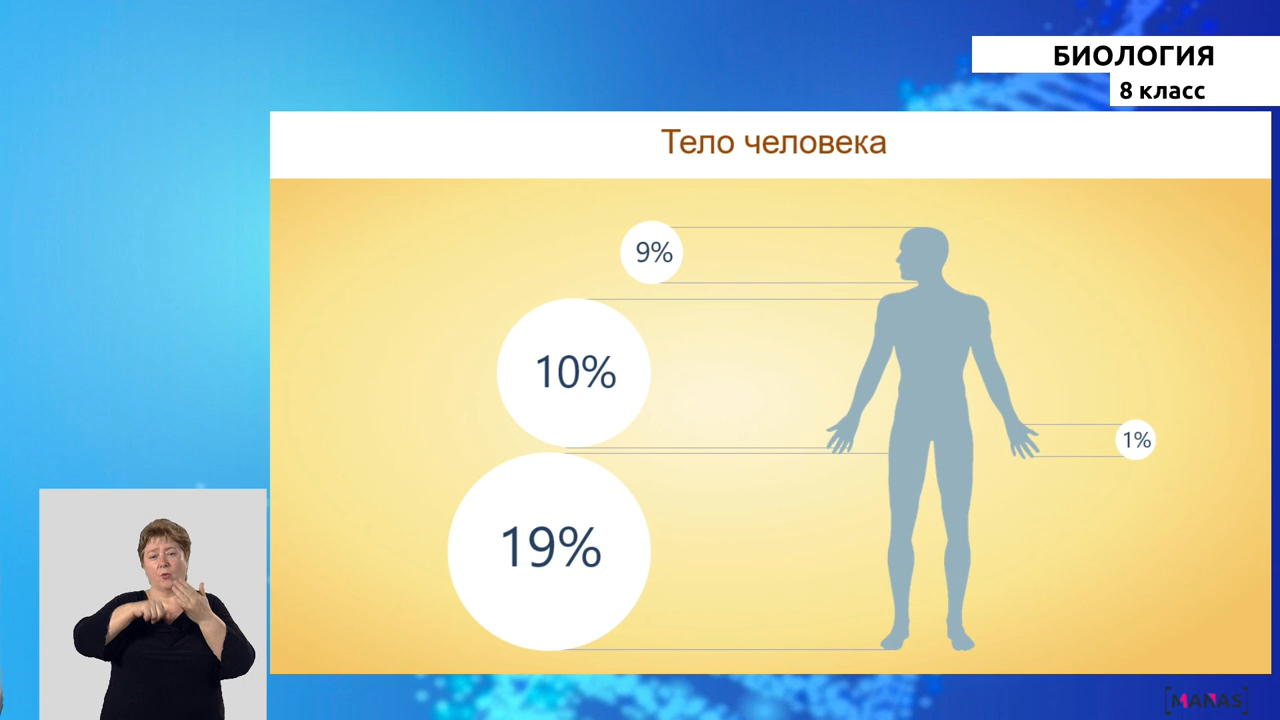 БИОЛОГИЯ
8 класс
Тело человека
9%
10%
1%
19%
MANAS